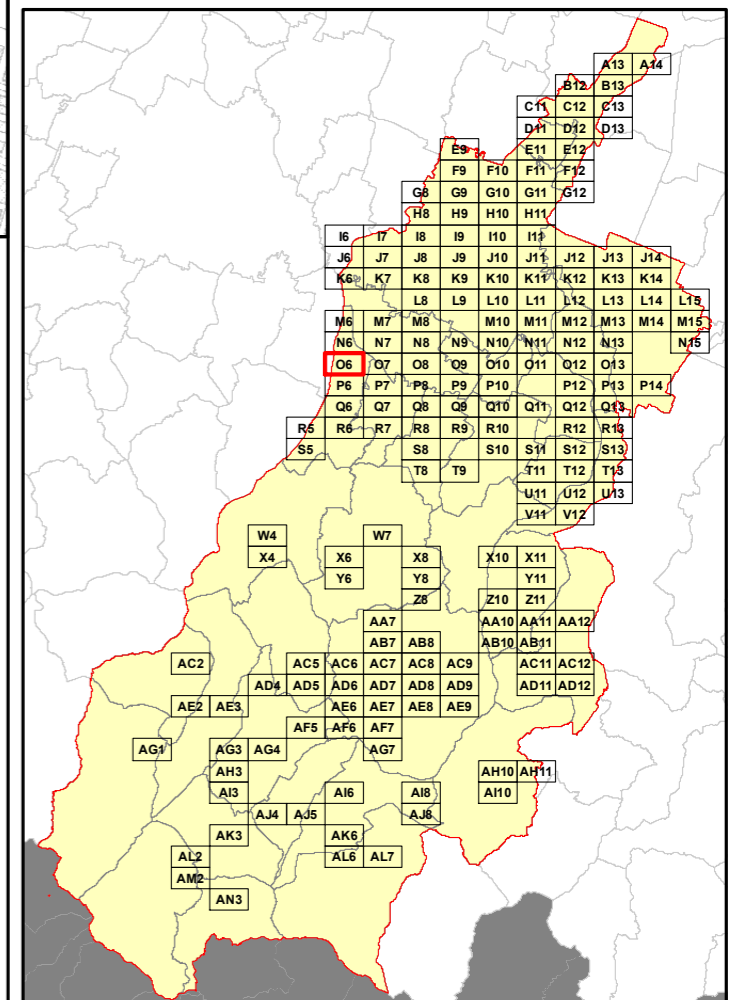 A13 A14
B12 B13
C11 C12 C13
D11 D12 D13
E9 E11 E12
F9 F10 F11 F12
G8 G9 G10 G11 G12
H8 H9 H10 H11
I6 I7 I8 I9 I10 I11
J6 J7 J8 J9 J10 J11 J12 J13 J14
K6 K7 K8 K9 K10 K11 K12 K13 K14
L8 L9 L10 L11 L12 L13 L14 L15
M6 M7 M8 M10 M11 M12 M13 M14 M15
N6 N7 N8 N9 N10 N11 N12 N13 N15
O6 O7 O8 O9 O10 O11 O12 O13
P6 P7 P8 P9 P10 P12 P13 P14
Q6 Q7 Q8 Q9 Q10 Q11 Q12 Q13
R5 R6 R7 R8 R9 R10 R12 R13
S5 S8 S10 S11 S12 S13
T8 T9 T11 T12 T13
U11 U12 U13
V11 V12
W4 W7
X4 X6 X8 X10 X11
Y6 Y8 Y11
Z8 Z10 Z11
AA7 AA10 AA11 AA12
AB7 AB8 AB10 AB11
AC2 AC5 AC6 AC7 AC8 AC9 AC11 AC12
AD4 AD5 AD6 AD7 AD8 AD9 AD11 AD12
AE2 AE3 AE6 AE7 AE8 AE9
AF5 AF6 AF7
AG1 AG3 AG4 AG7
AH3 AH10 AH11
AI3 AI6 AI8 AI10
AJ4 AJ5 AJ8
AK3 AK6
AL2 AL6 AL7
AM2
AN3